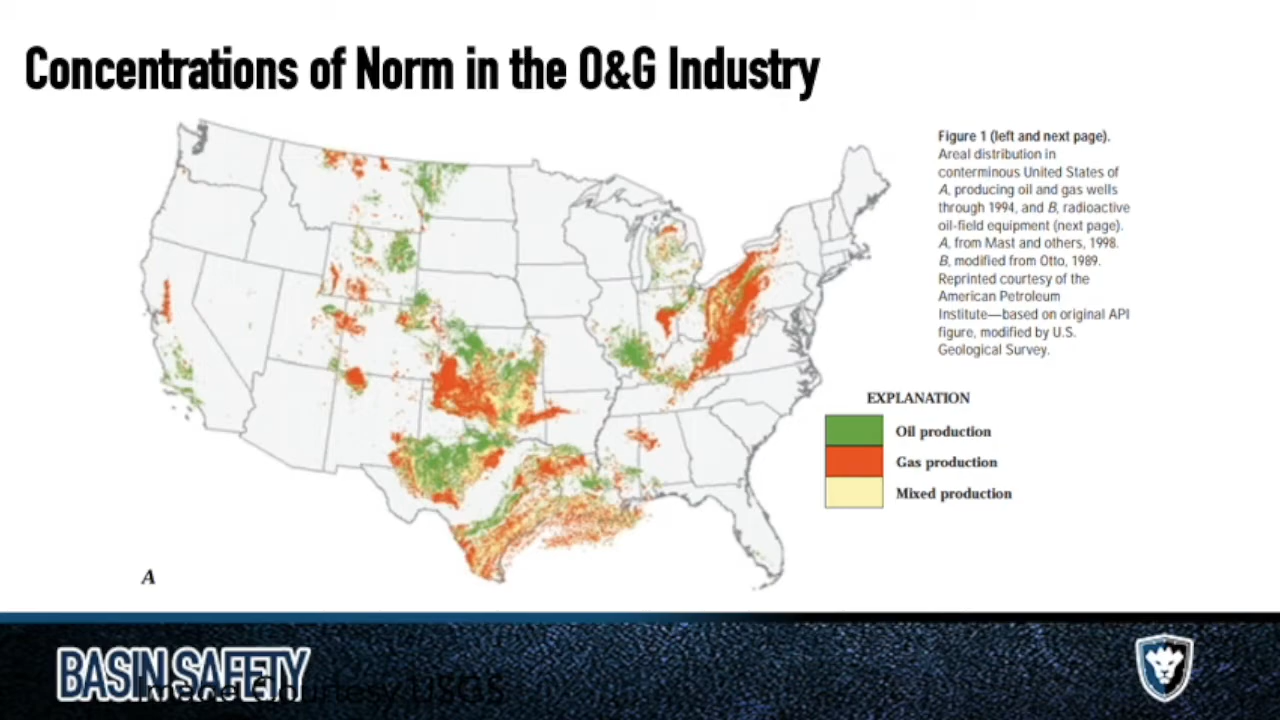 Concentrations of Norm in the O&G Industry
Figure 1 (left and next page).
Areal distribution in
conterminous United States of
A, producing oil and gas wells
through 1994, and B, radioactive
oil-field equipment (next page).
A, from Mast and others, 1998.
B, modified from Otto, 1989.
Reprinted courtesy of the
American Petroleum
Institute—based on original API
figure, modified by U.S.
Geological Survey.
EXPLANATION
Oil production
Gas production
Mixed production
A
BASIN SAFETY
Image Courtesy USGS